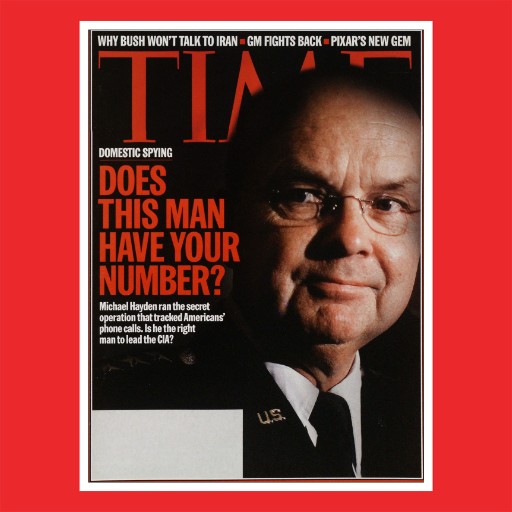 WHY BUSH WON'T TALK TO IRAN ■ GM FIGHTS BACK ■ PIXAR'S NEW GEM
TIME
DOMESTIC SPYING
DOES
THIS MAN
HAVE YOUR
NUMBER?
Michael Hayden ran the secret
operation that tracked Americans'
phone calls. Is he the right
man to lead the CIA?
U.S.